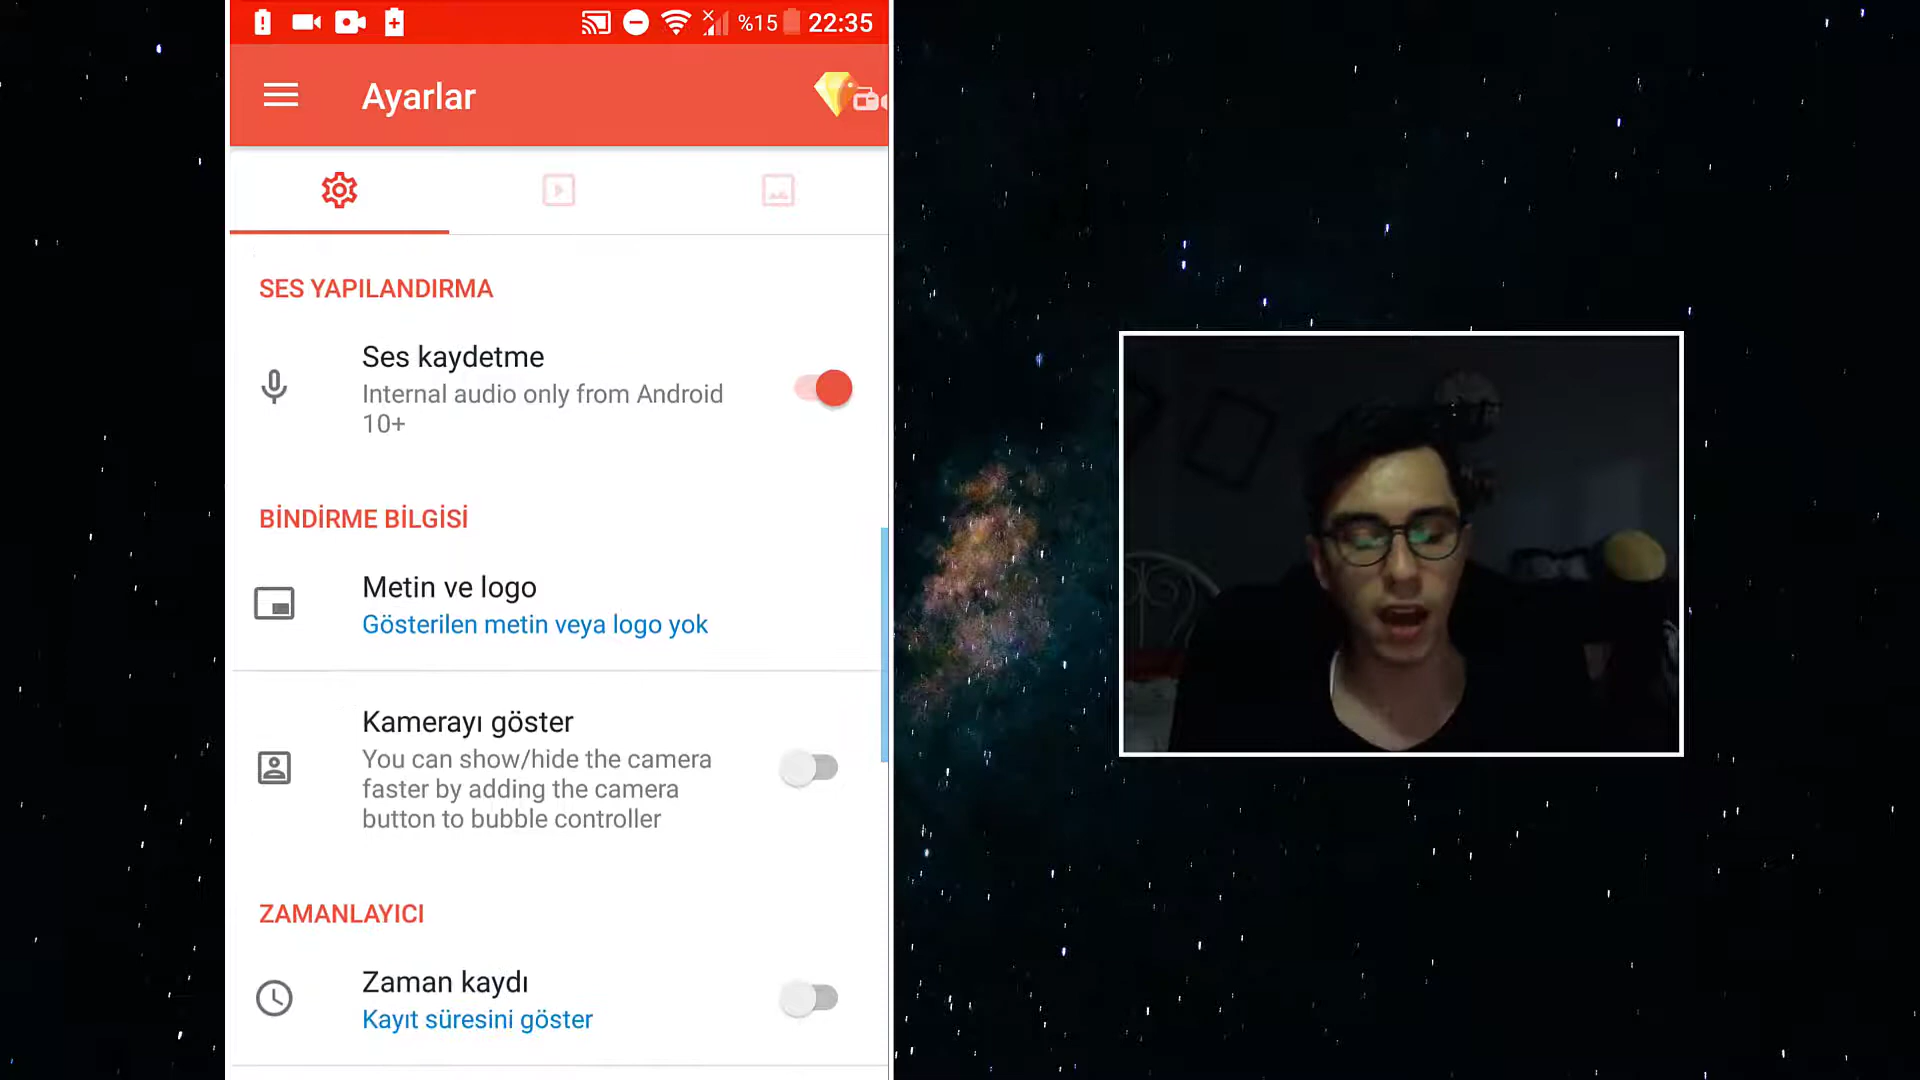 %15 22:35
Ayarlar
SES YAPILANDIRMA
Ses kaydetme
Internal audio only from Android
10+
BİNDİRME BİLGİSİ
Metin ve logo
Gösterilen metin veya logo yok
Kamerayı göster
You can show/hide the camera
faster by adding the camera
button to bubble controller
ZAMANLAYICI
Zaman kaydı
Kayıt süresini göster